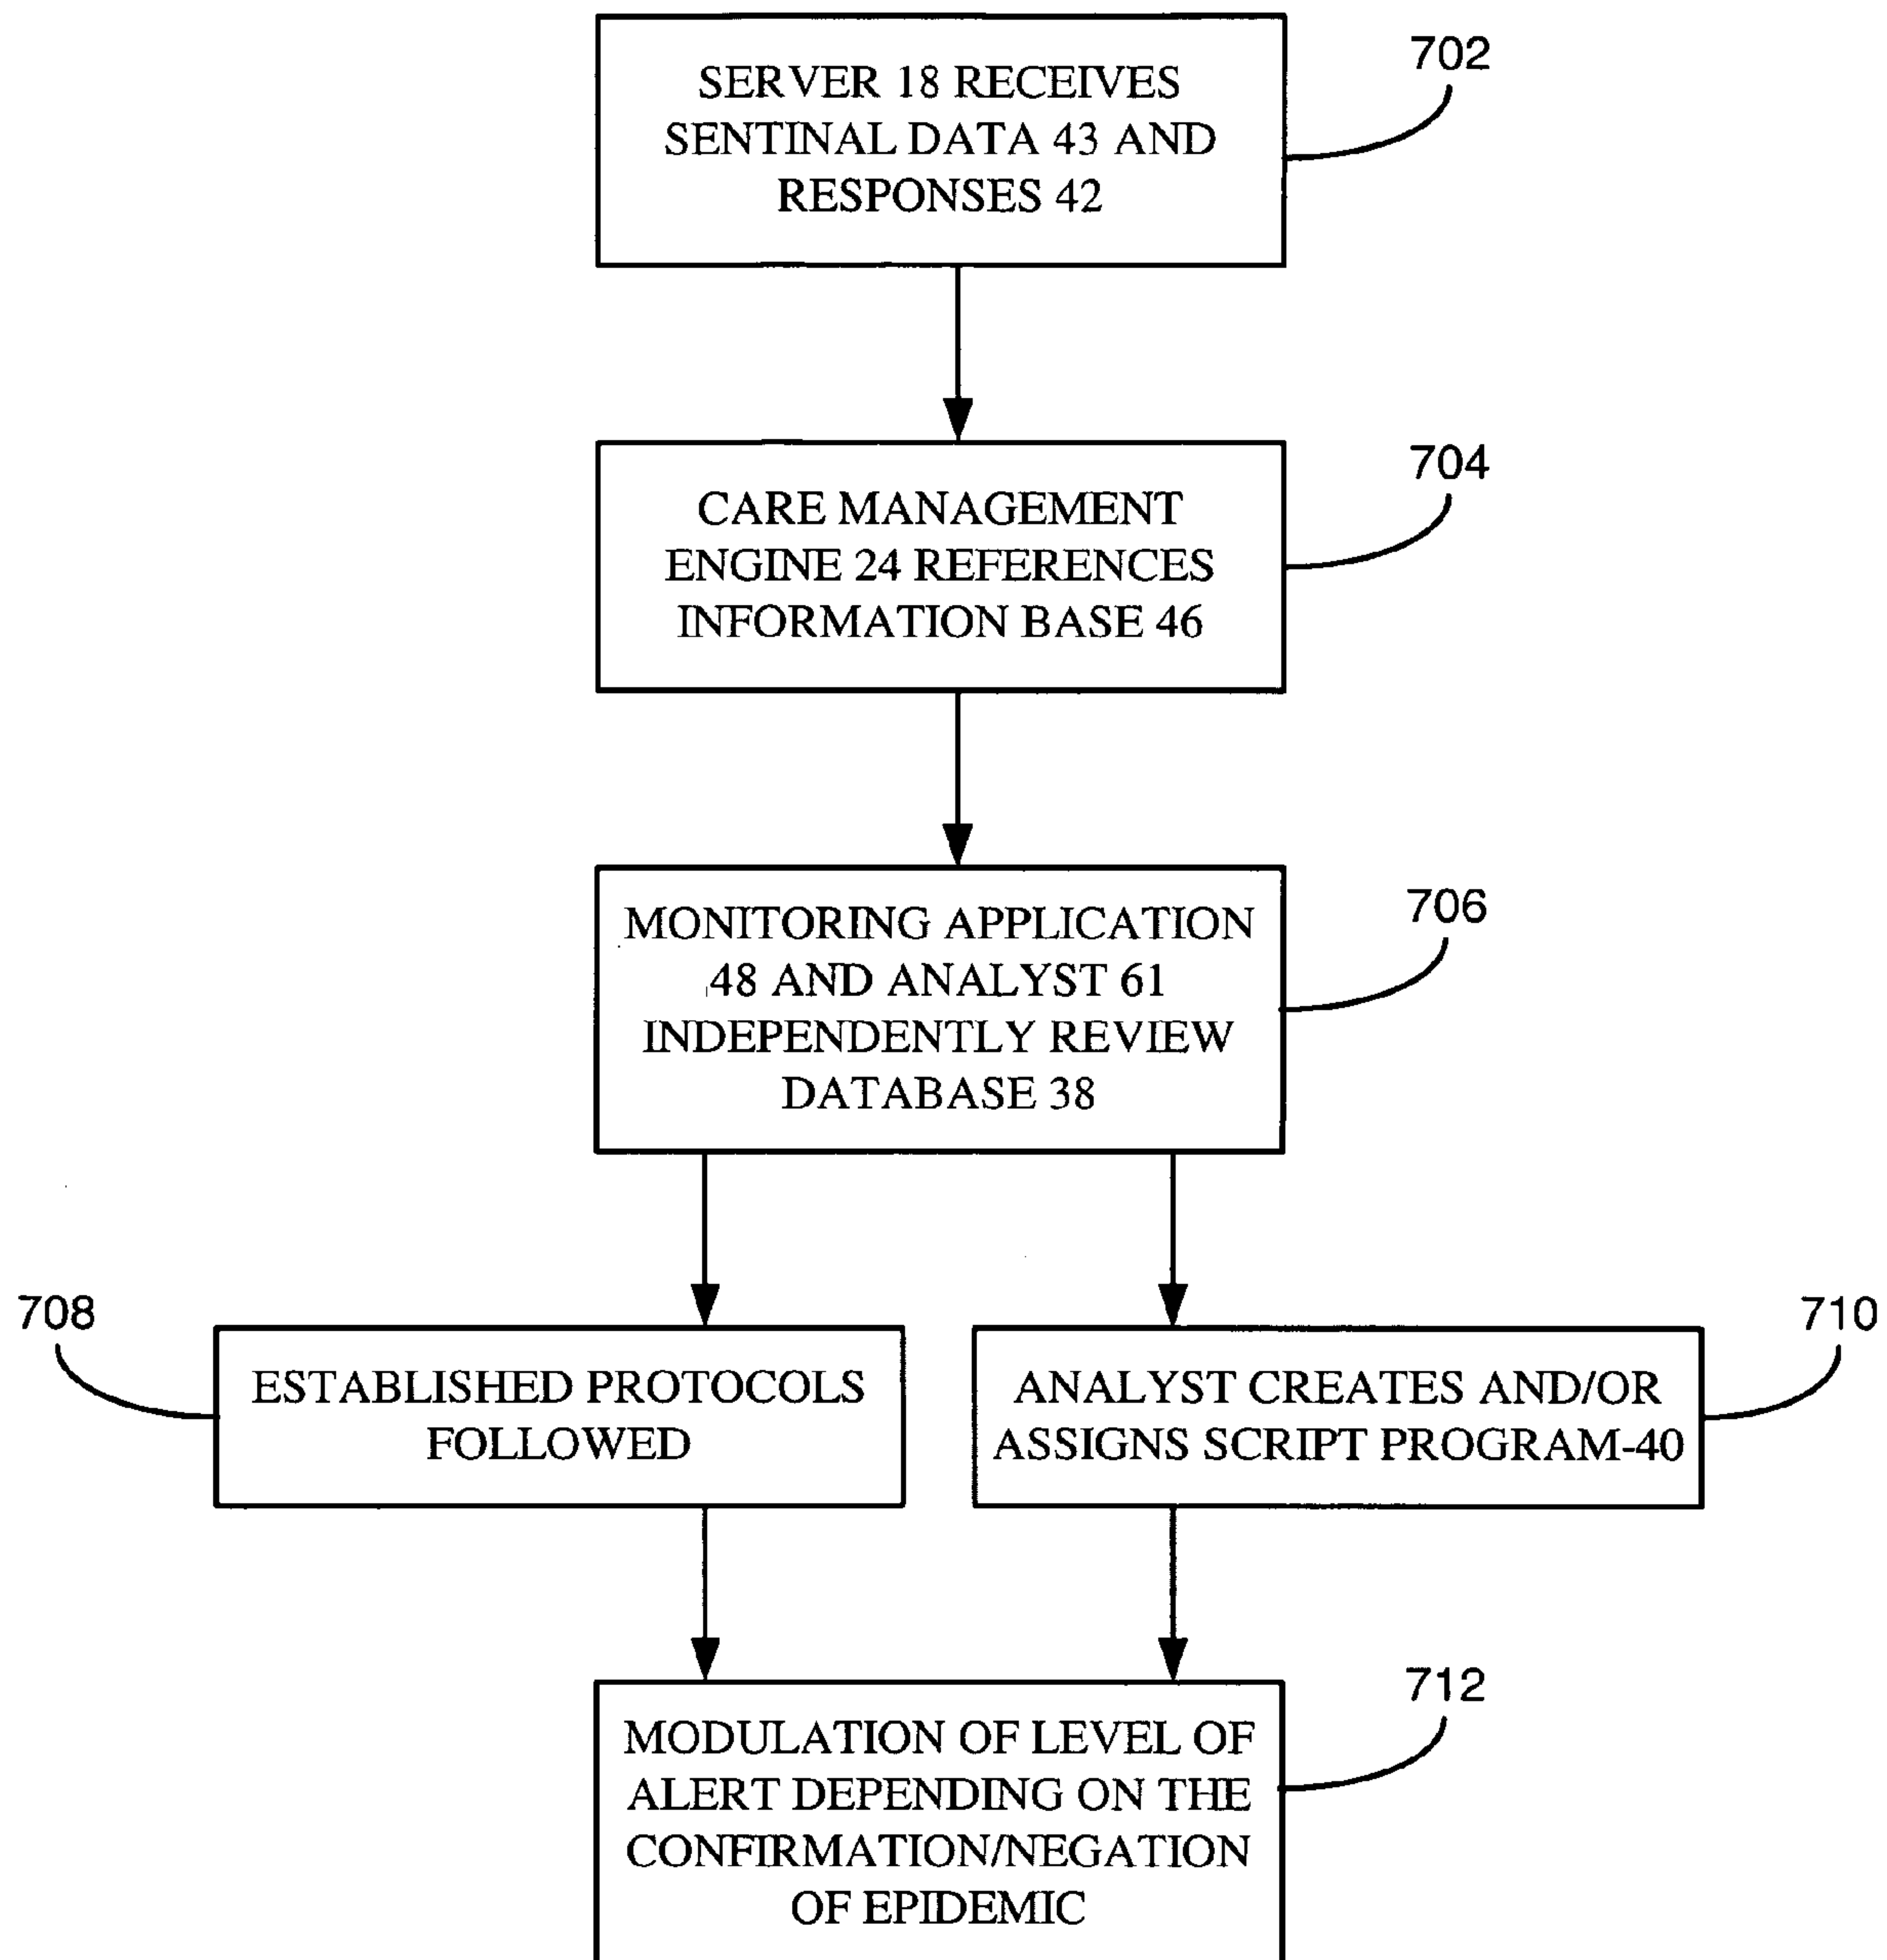 702
SERVER 18 RECEIVES
SENTINAL DATA 43 AND
RESPONSES 42
704
CARE MANAGEMENT
ENGINE 24 REFERENCES
INFORMATION BASE 46
706
MONITORING APPLICATION
48 AND ANALYST 61
INDEPENDENTLY REVIEW
DATABASE 38
708
ESTABLISHED PROTOCOLS
FOLLOWED
710
ANALYST CREATES AND/OR
ASSIGNS SCRIPT PROGRAM-40
712
MODULATION OF LEVEL OF
ALERT DEPENDING ON THE
CONFIRMATION/NEGATION
OF EPIDEMIC